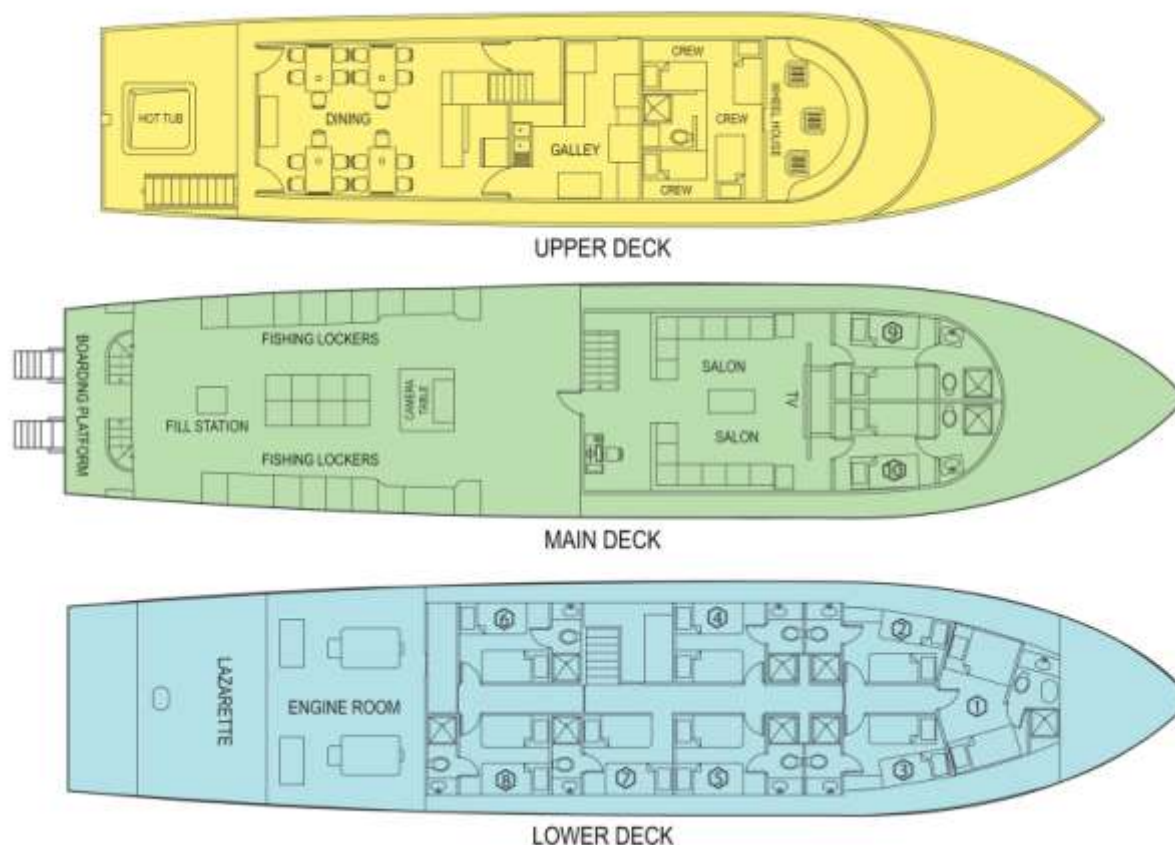 CREW
HOT TUB
DINING
GALLEY
CREW
WHEEL HOUSE
CREW
UPPER DECK
BOARDING PLATFORM
FISHING LOCKERS
FILL STATION
CAMERA
TABLE
FISHING LOCKERS
SALON
SALON
TV
9
10
MAIN DECK
LAZARETTE
ENGINE ROOM
6
4
2
1
8
7
5
3
LOWER DECK